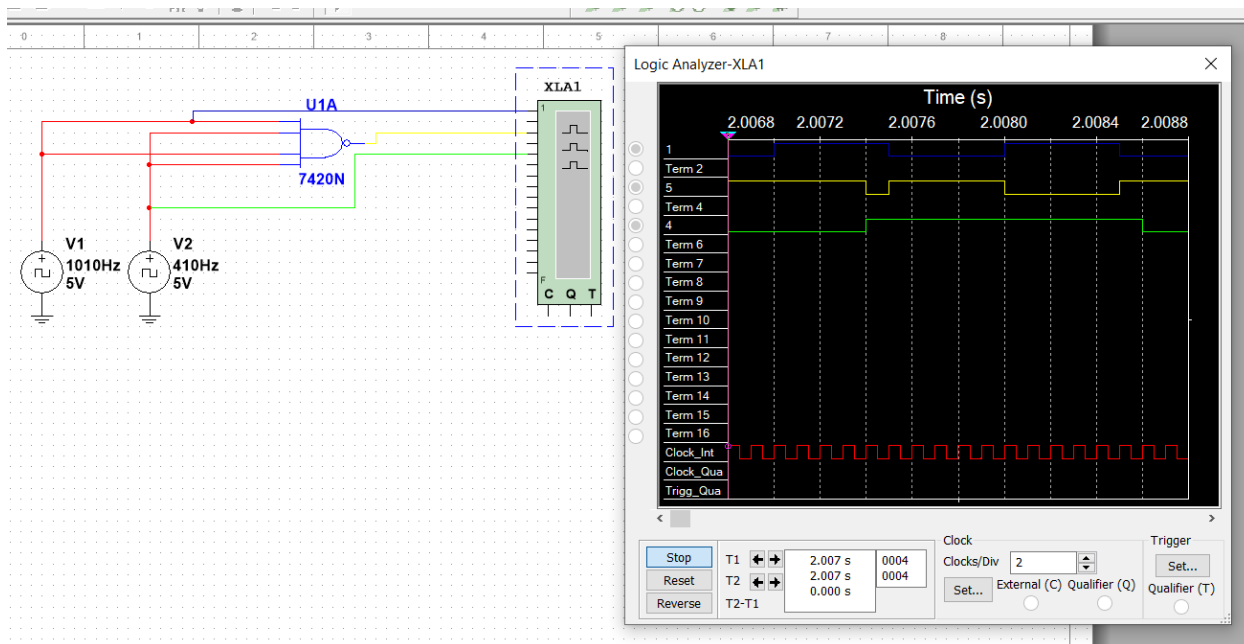 0 1 2 3 4 5 6 7 8
Logic Analyzer-XLA1
XLA1
U1A
1
7420N
F
C Q T
V1
1010Hz
5V
V2
410Hz
5V
Time (s)
2.0068 2.0072 2.0076 2.0080 2.0084 2.0088
1
Term 2
5
Term 4
4
Term 6
Term 7
Term 8
Term 9
Term 10
Term 11
Term 12
Term 13
Term 14
Term 15
Term 16
Clock_Int
Clock_Qua
Trigg_Qua
Stop
Reset
Reverse
T1 2.007 s 0004
T2 2.007 s 0004
T2-T1 0.000 s
Clock
Clocks/Div 2
Set... External (C) Qualifier (Q)
Trigger
Set...
Qualifier (T)